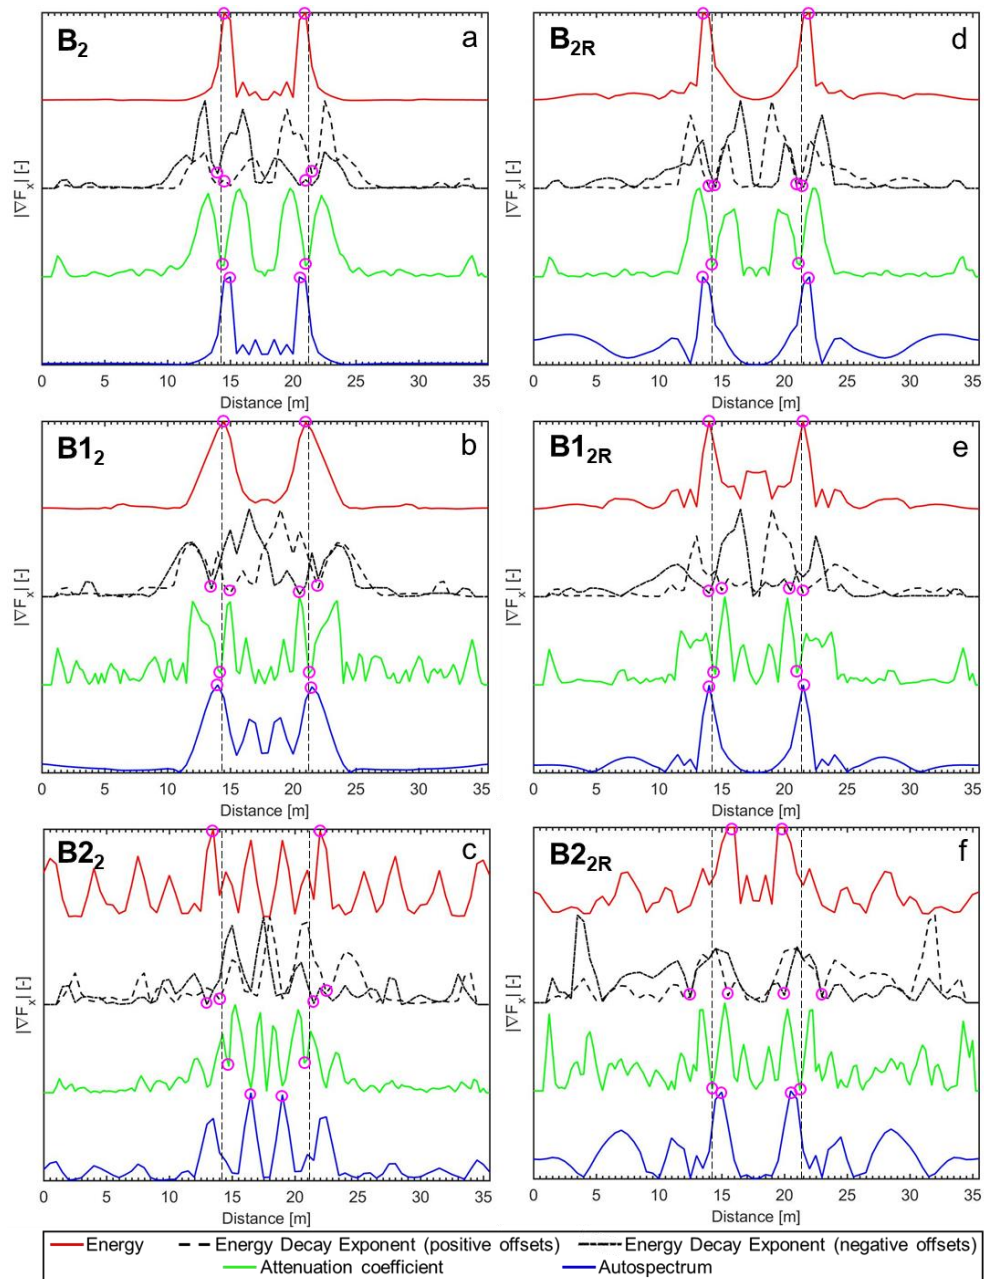 B2 a
|∇Fx| [-]
0 5 10 15 20 25 30 35
Distance [m]
B2R d
|∇Fx| [-]
0 5 10 15 20 25 30 35
Distance [m]
B12 b
|∇Fx| [-]
0 5 10 15 20 25 30 35
Distance [m]
B12R e
|∇Fx| [-]
0 5 10 15 20 25 30 35
Distance [m]
B22 c
|∇Fx| [-]
0 5 10 15 20 25 30 35
Distance [m]
B22R f
|∇Fx| [-]
0 5 10 15 20 25 30 35
Distance [m]
Energy Energy Decay Exponent (positive offsets) Energy Decay Exponent (negative offsets)
Attenuation coefficient Autospectrum